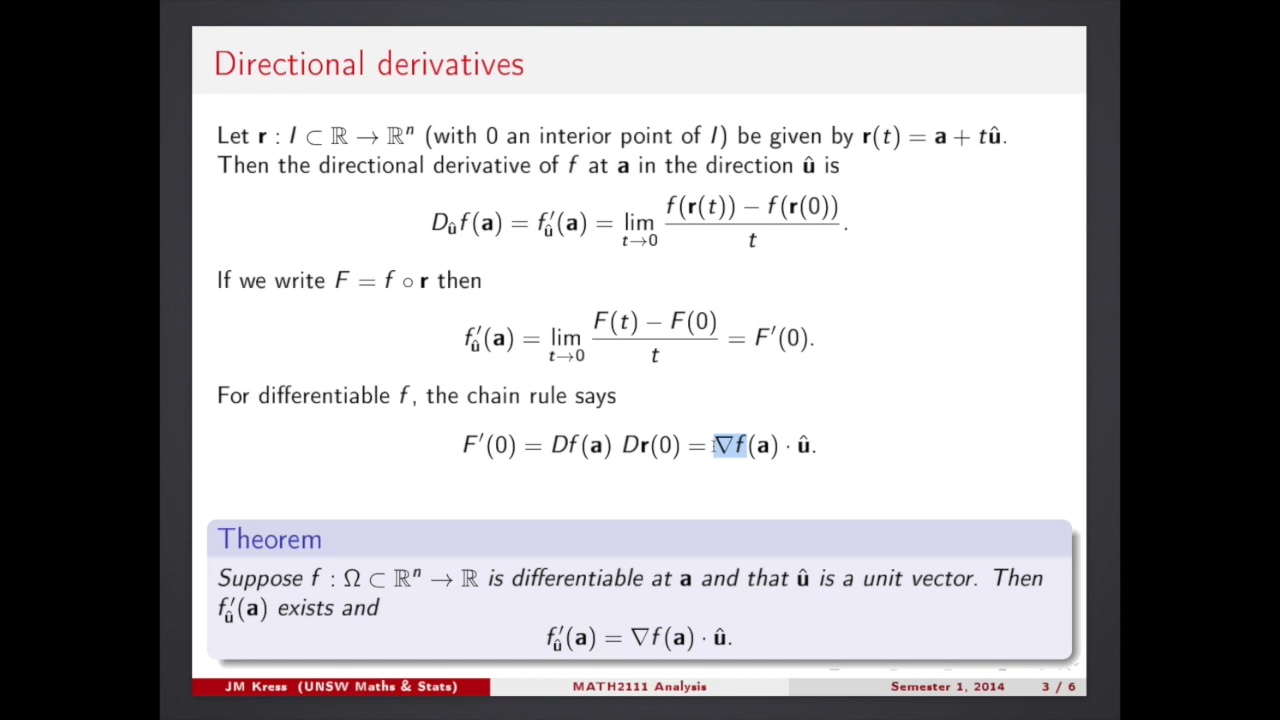 Directional derivatives
Let r : I ⊂ ℝ → ℝⁿ (with 0 an interior point of I) be given by r(t) = a + tû.
Then the directional derivative of f at a in the direction û is
D_û f(a) = f′_û(a) = lim_{t→0} (f(r(t)) − f(r(0))) / t.
If we write F = f ∘ r then
f′_û(a) = lim_{t→0} (F(t) − F(0)) / t = F′(0).
For differentiable f, the chain rule says
F′(0) = Df(a) Dr(0) = ∇f(a) · û.
Theorem
Suppose f : Ω ⊂ ℝⁿ → ℝ is differentiable at a and that û is a unit vector. Then
f′_û(a) exists and
f′_û(a) = ∇f(a) · û.
JM Kress (UNSW Maths & Stats) MATH2111 Analysis Semester 1, 2014 3 / 6